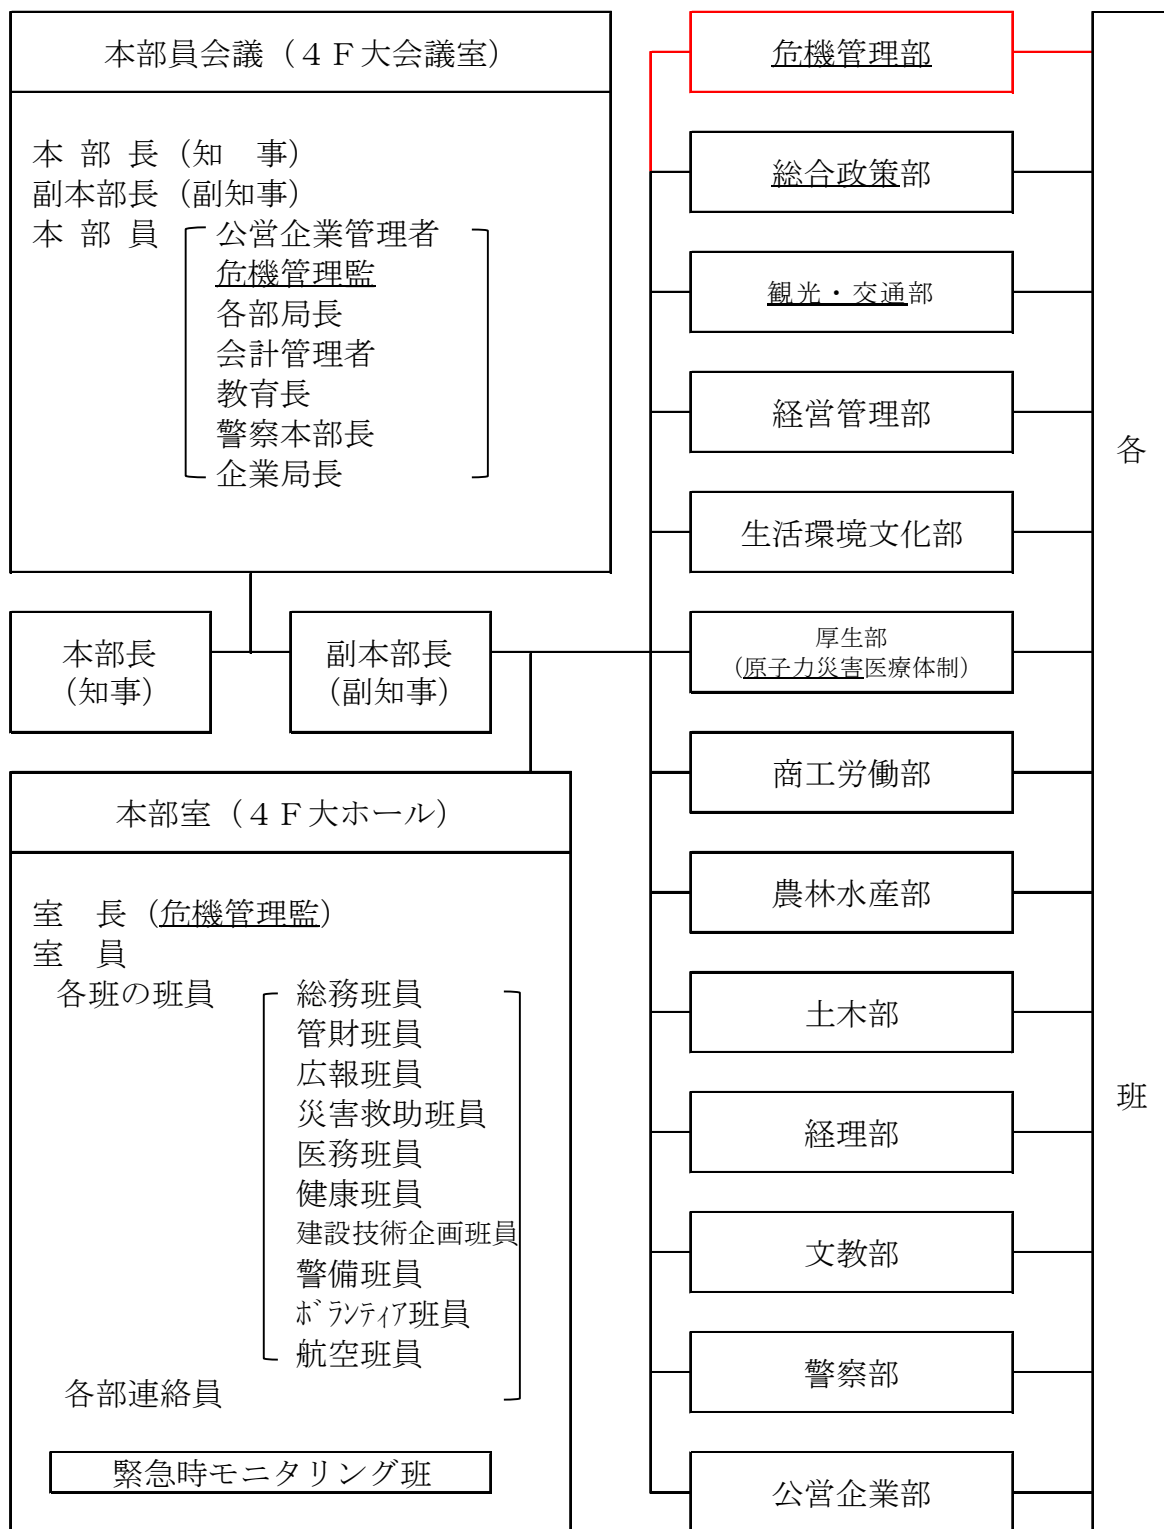 本部員会議（４Ｆ大会議室）
本 部 長（知　事）
副本部長（副知事）
本 部 員
公営企業管理者
危機管理監
各部局長
会計管理者
教育長
警察本部長
企業局長
本部長
（知事）
副本部長
（副知事）
本部室（４Ｆ大ホール）
室　長（危機管理監）
室　員
各班の班員
総務班員
管財班員
広報班員
災害救助班員
医務班員
健康班員
建設技術企画班員
警備班員
ﾎﾞﾗﾝﾃｨｱ班員
航空班員
各部連絡員
緊急時モニタリング班
危機管理部
総合政策部
観光・交通部
経営管理部
生活環境文化部
厚生部
（原子力災害医療体制）
商工労働部
農林水産部
土木部
経理部
文教部
警察部
公営企業部
各
班